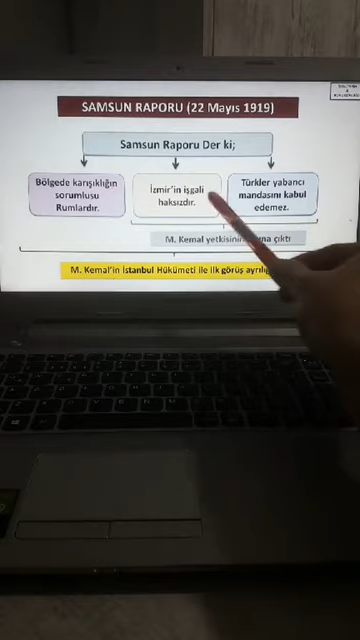 SAMSUN RAPORU (22 Mayıs 1919)
Samsun Raporu Der ki;
Bölgede karışıklığın
sorumlusu
Rumlardır.
İzmir'in işgali
haksızdır.
Türkler yabancı
mandasını kabul
edemez.
M. Kemal yetkisinin çıktı
M. Kemal'in İstanbul Hükümeti ile ilk görüş